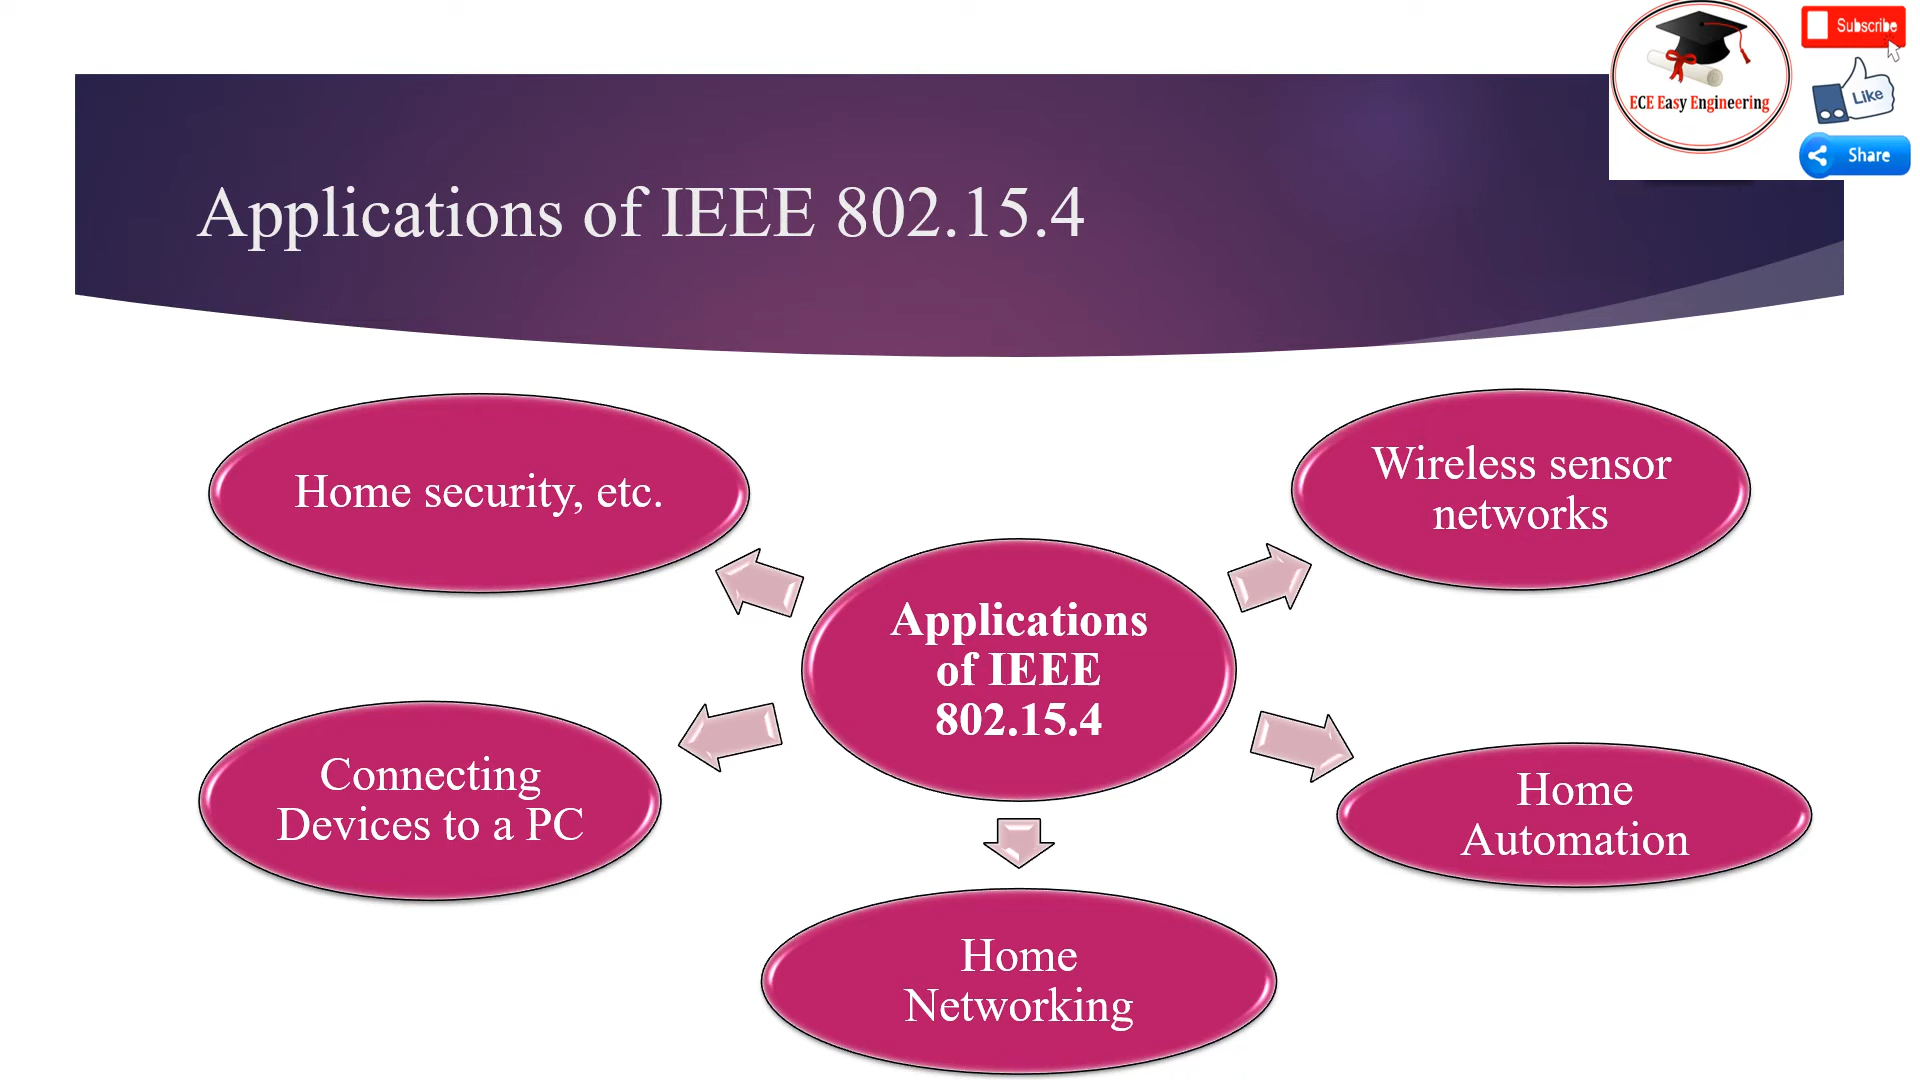 Subscribe
Like
Share
ECE Easy Engineering
Applications of IEEE 802.15.4
Home security, etc.
Wireless sensor
networks
Applications
of IEEE
802.15.4
Connecting
Devices to a PC
Home
Automation
Home
Networking